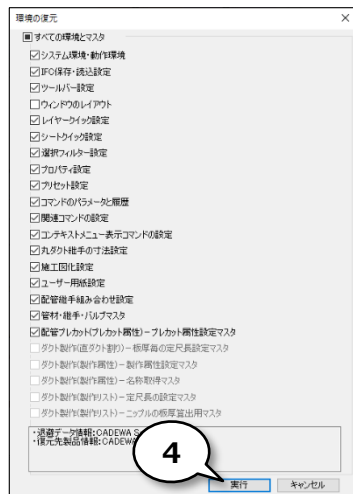 環境の復元
すべての環境とマスタ
システム環境・動作環境
IFC保存・読込設定
ツールバー設定
ウィンドウのレイアウト
レイヤークイック設定
シートクイック設定
選択フィルター設定
プロパティ設定
プリセット設定
コマンドのパラメータと履歴
関連コマンドの設定
コンテキストメニュー表示コマンドの設定
丸ダクト継手の寸法設定
施工図化設定
ユーザー用紙設定
配管継手組み合わせ設定
管材・継手・バルブマスタ
配管プレカット(プレカット属性)－プレカット属性設定マスタ
ダクト製作(直ダクト割り)－板厚毎の定尺長設定マスタ
ダクト製作(製作属性)－製作属性設定マスタ
ダクト製作(製作属性)－名称取得マスタ
ダクト製作(製作リスト)－定尺長の設定マスタ
ダクト製作(製作リスト)－ニップルの板厚算出用マスタ
・退避データ情報:CADEWA S
・復元先製品情報:CADEWA
4
実行
キャンセル